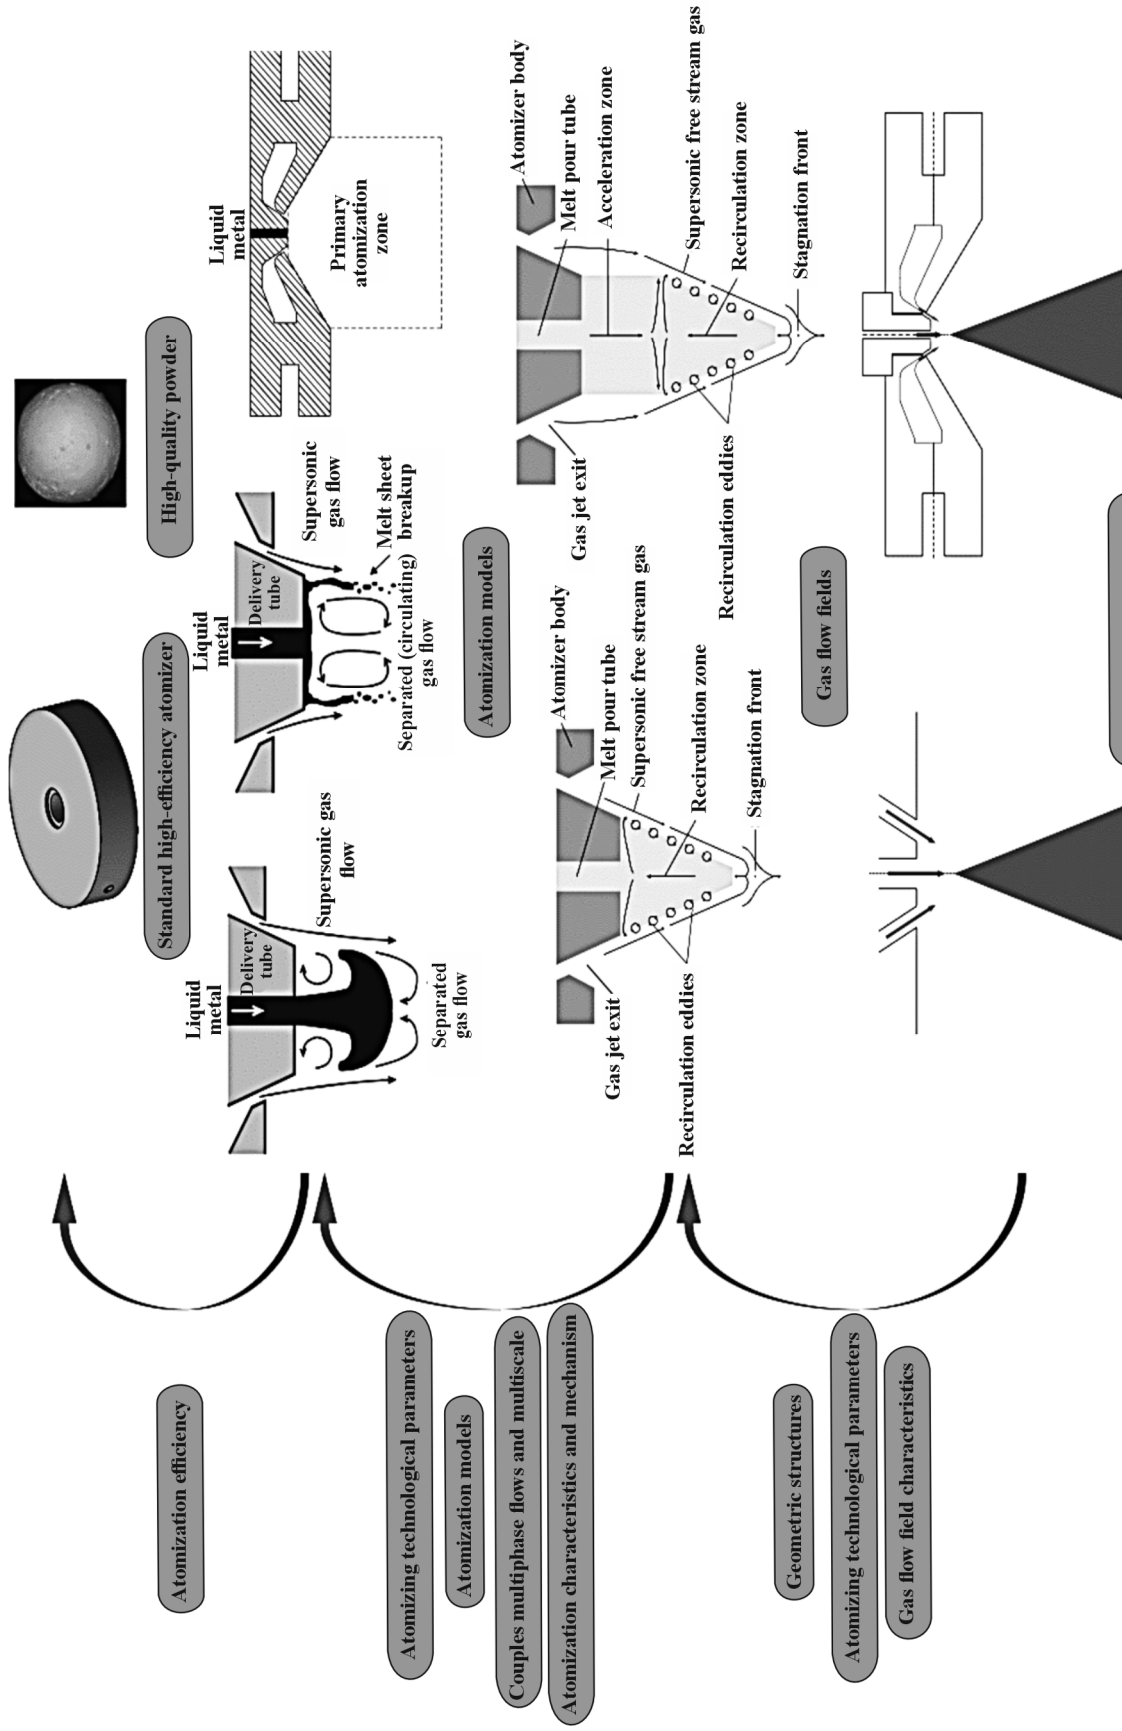 Standard high-efficiency atomizer
High-quality powder
Atomization efficiency
Liquid
metal
Delivery
tube
Supersonic gas
flow
Separated
gas flow
Liquid
metal
Delivery
tube
Supersonic
gas flow
Melt sheet
breakup
Separated (circulating)
gas flow
Liquid
metal
Primary
atomization
zone
Atomization models
Atomizing technological parameters
Atomization models
Couples multiphase flows and multiscale
Atomization characteristics and mechanism
Atomizer body
Melt pour tube
Supersonic free stream gas
Recirculation zone
Stagnation front
Gas jet exit
Recirculation eddies
Atomizer body
Melt pour tube
Acceleration zone
Supersonic free stream gas
Recirculation zone
Stagnation front
Gas jet exit
Recirculation eddies
Gas flow fields
Geometric structures
Atomizing technological parameters
Gas flow field characteristics